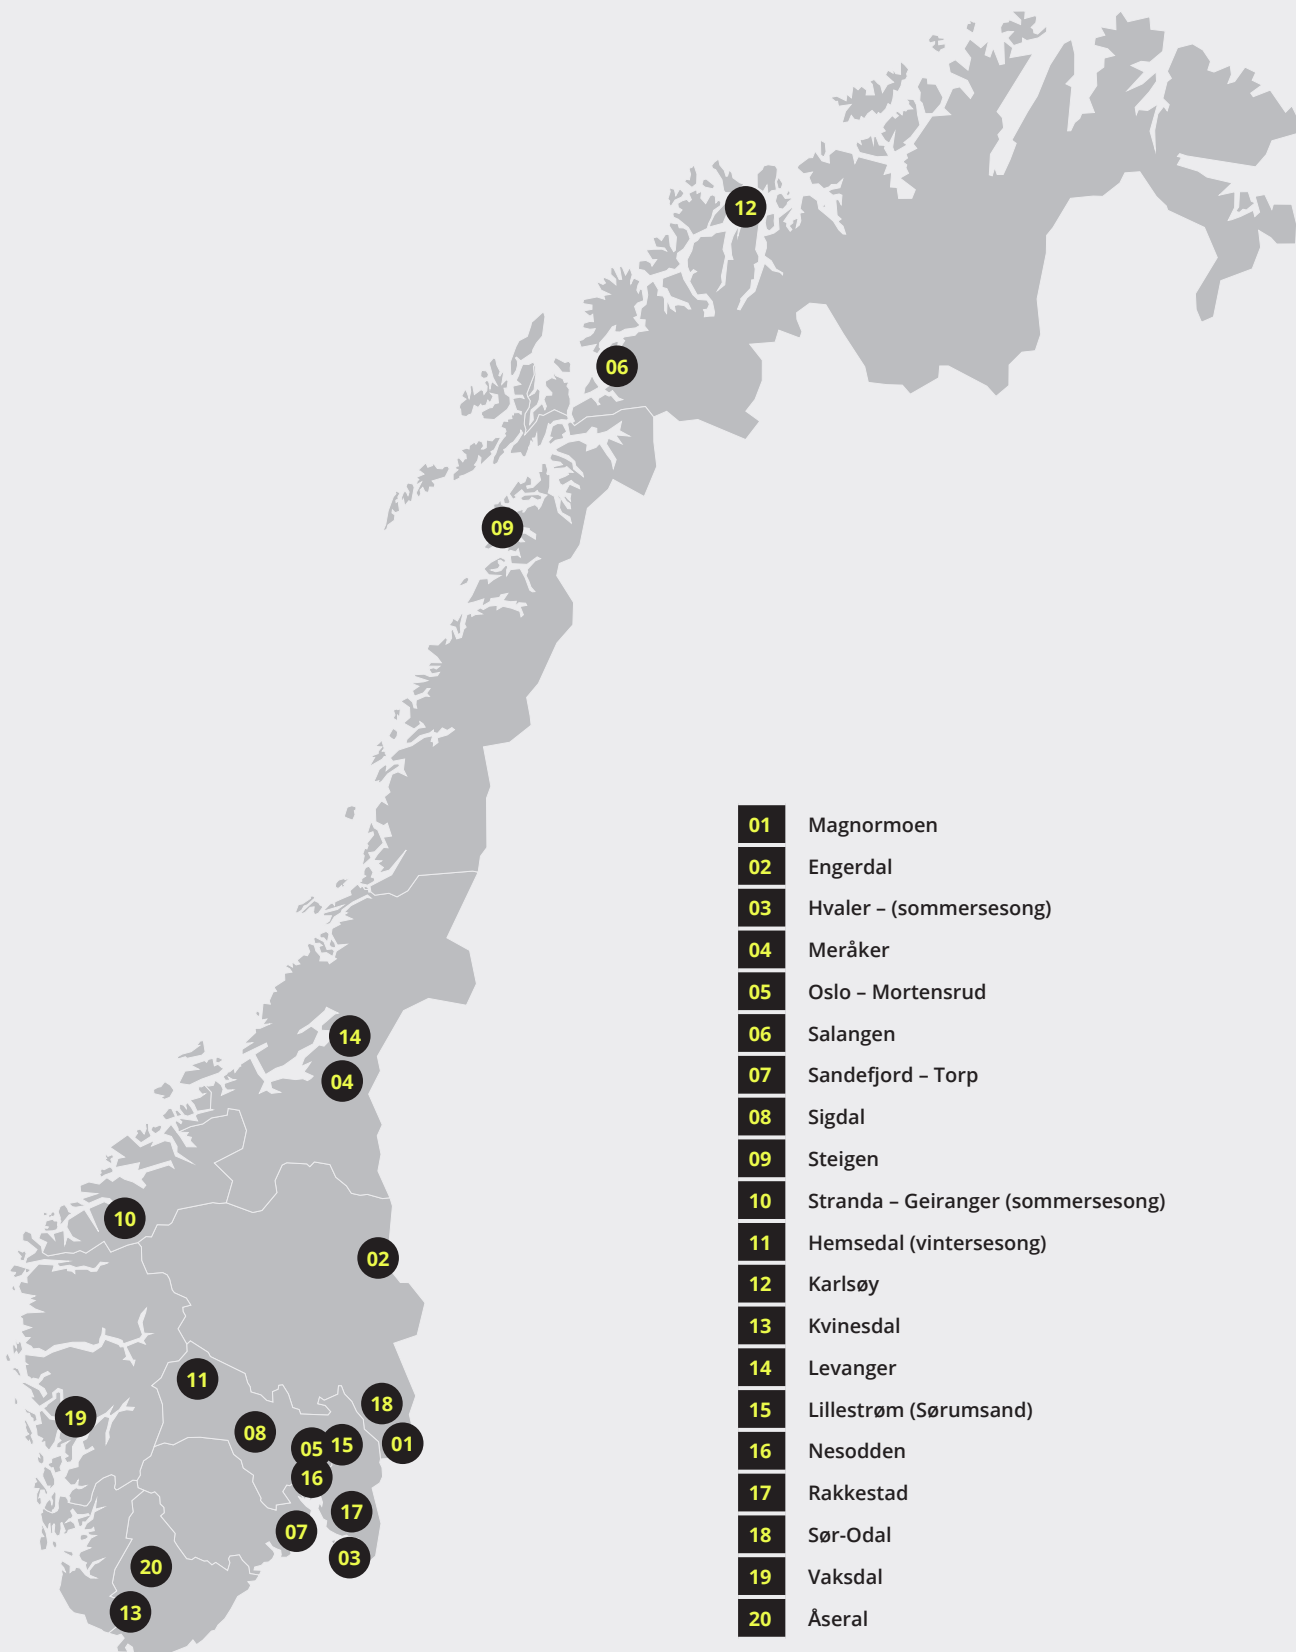 12
06
09
14
04
10
02
11
18
19
08
05
15
01
16
17
07
03
20
13
01 Magnormoen
02 Engerdal
03 Hvaler – (sommersesong)
04 Meråker
05 Oslo – Mortensrud
06 Salangen
07 Sandefjord – Torp
08 Sigdal
09 Steigen
10 Stranda – Geiranger (sommersesong)
11 Hemsedal (vintersesong)
12 Karlsøy
13 Kvinesdal
14 Levanger
15 Lillestrøm (Sørumsand)
16 Nesodden
17 Rakkestad
18 Sør-Odal
19 Vaksdal
20 Åseral